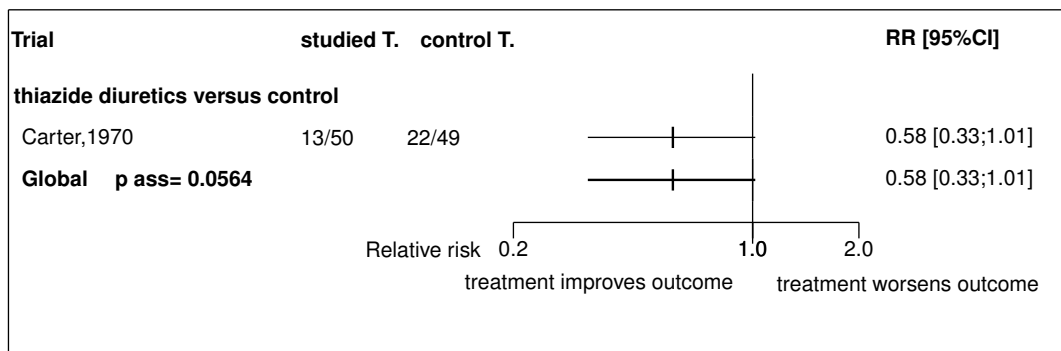 Trial studied T. control T. RR [95%CI]
thiazide diuretics versus control
Carter,1970 13/50 22/49 0.58 [0.33;1.01]
Global p ass= 0.0564 0.58 [0.33;1.01]
Relative risk 0.2 1.0 2.0
treatment improves outcome treatment worsens outcome